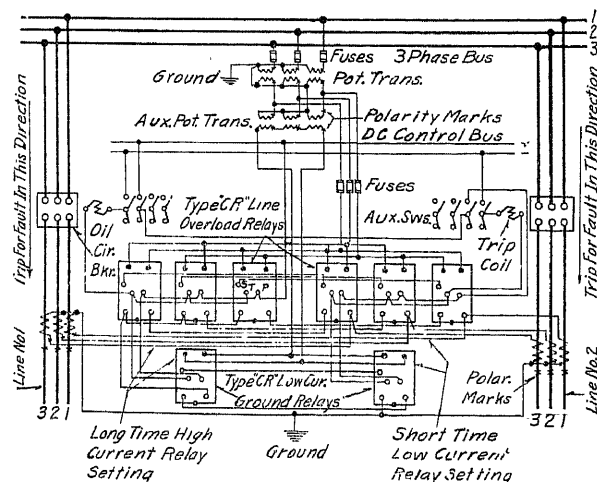 1
2
3
Fuses 3 Phase Bus
Ground
Pot. Trans.
Aux. Pot. Trans.
Polarity Marks
DC Control Bus
Trip For Fault In This Direction
Trip For Fault In This Direction
Fuses
Type "CR" Line
Overload Relays
Aux. Sws.
Oil
Cir.
Bkr.
Trip
Coil
Line No1
Line No.2
Type "CR" Low Cur.
Ground Relays
Polar.
Marks
3 2 1
3 2 1
Long Time High
Current Relay
Setting
Ground
Short Time
Low Current
Relay Setting